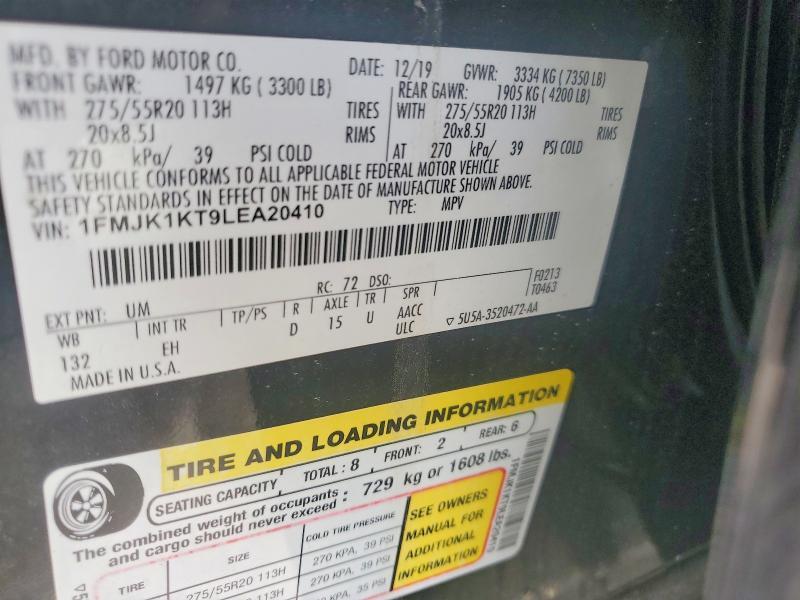 MFD. BY FORD MOTOR CO.
DATE: 12/19 GVWR: 3334 KG ( 7350 LB)
FRONT GAWR: 1497 KG ( 3300 LB) REAR GAWR: 1905 KG ( 4200 LB)
WITH 275/55R20 113H TIRES WITH 275/55R20 113H TIRES
20x8.5J RIMS 20x8.5J RIMS
AT 270 kPa/ 39 PSI COLD AT 270 kPa/ 39 PSI COLD
THIS VEHICLE CONFORMS TO ALL APPLICABLE FEDERAL MOTOR VEHICLE
SAFETY STANDARDS IN EFFECT ON THE DATE OF MANUFACTURE SHOWN ABOVE.
VIN: 1FMJK1KT9LEA20410 TYPE: MPV
F0213
T0463
EXT PNT: UM RC: 72 DSO:
WB INT TR TP/PS R AXLE TR SPR
132 EH D 15 U AACC
ULC
▽ 5U5A-3520472-AA
MADE IN U.S.A.
TIRE AND LOADING INFORMATION
SEATING CAPACITY TOTAL : 8 FRONT: 2 REAR: 6
The combined weight of occupants : 729 kg or 1608 lbs.
and cargo should never exceed
TIRE SIZE COLD TIRE PRESSURE
275/55R20 113H 270 KPA, 39 PSI
275/55R20 113H 270 KPA, 39 PSI
KPA, 35 PSI
SEE OWNERS
MANUAL FOR
ADDITIONAL
INFORMATION